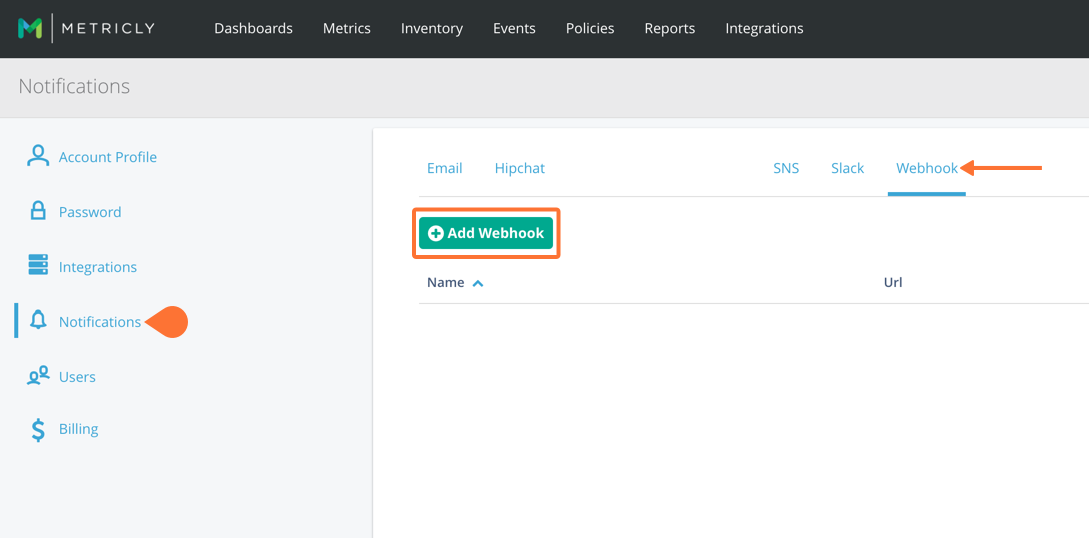 METRICLY Dashboards Metrics Inventory Events Policies Reports Integrations
Notifications
Account Profile
Password
Integrations
Notifications
Users
Billing
Email Hipchat SNS Slack Webhook
Add Webhook
Name Url